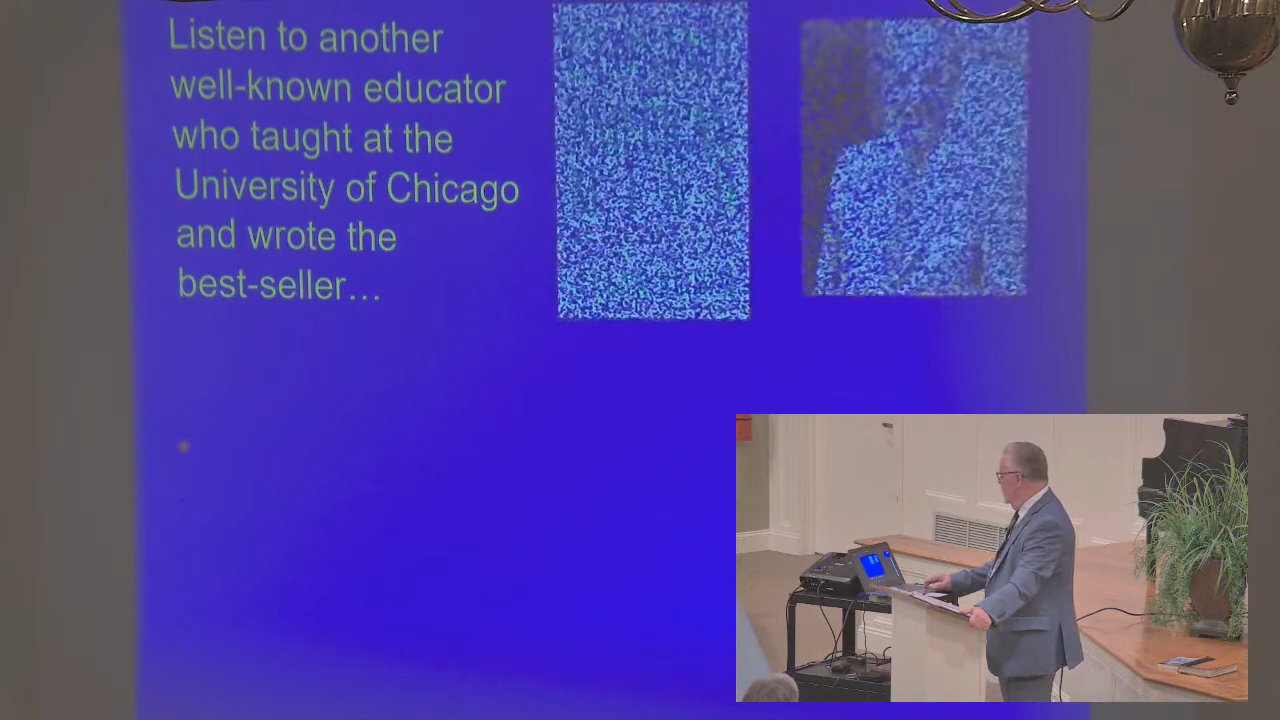 Listen to another
well-known educator
who taught at the
University of Chicago
and wrote the
best-seller…